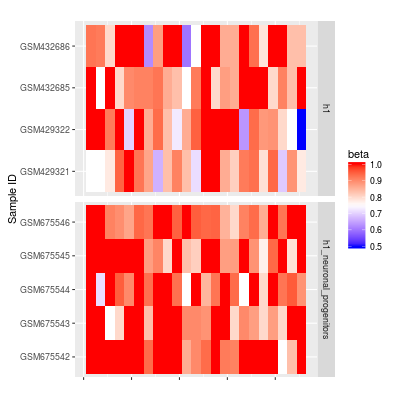 Sample ID
GSM432686
GSM432685
GSM429322
GSM429321
h1
GSM675546
GSM675545
GSM675544
GSM675543
GSM675542
h1_neuronal_progenitors
beta
1.0
0.9
0.8
0.7
0.6
0.5